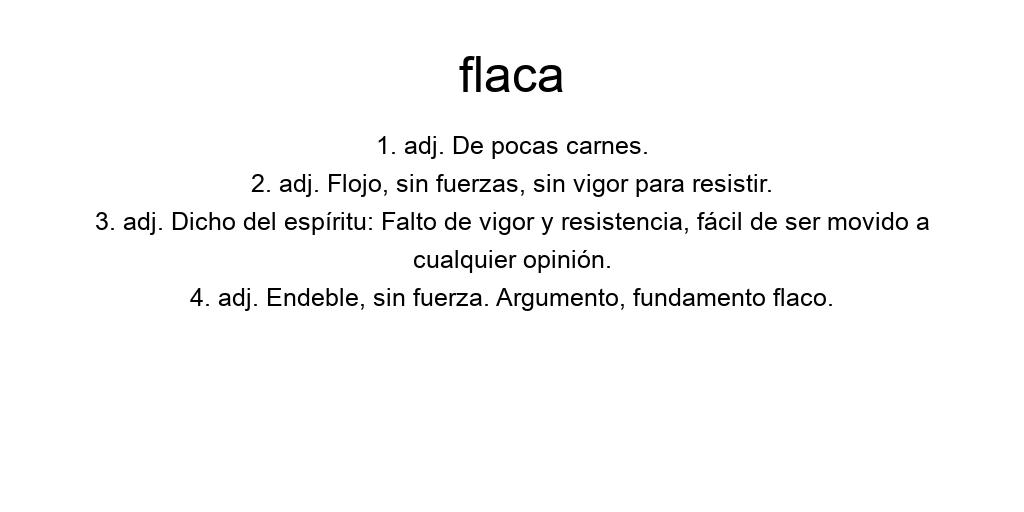 flaca
1. adj. De pocas carnes.
2. adj. Flojo, sin fuerzas, sin vigor para resistir.
3. adj. Dicho del espíritu: Falto de vigor y resistencia, fácil de ser movido a
cualquier opinión.
4. adj. Endeble, sin fuerza. Argumento, fundamento flaco.